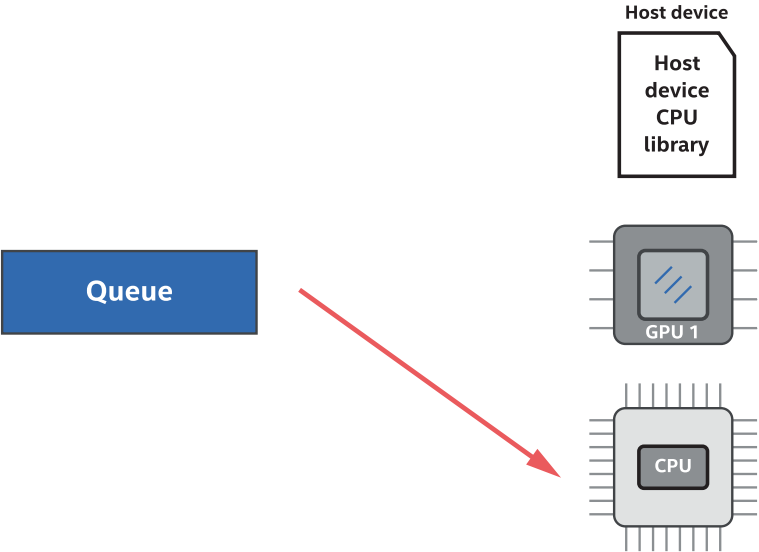 Host device
Host
device
CPU
library
Queue
GPU 1
CPU